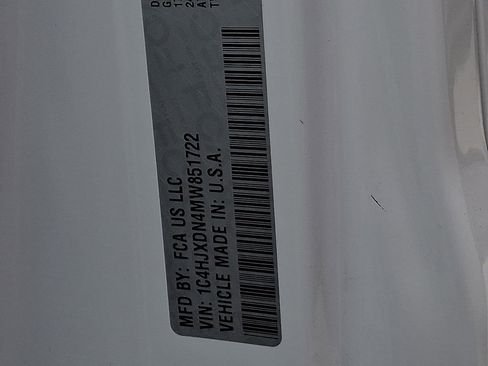 MFD BY: FCA US LLC
VIN: 1C4HJXDN4MW851722
VEHICLE MADE IN: U.S.A.